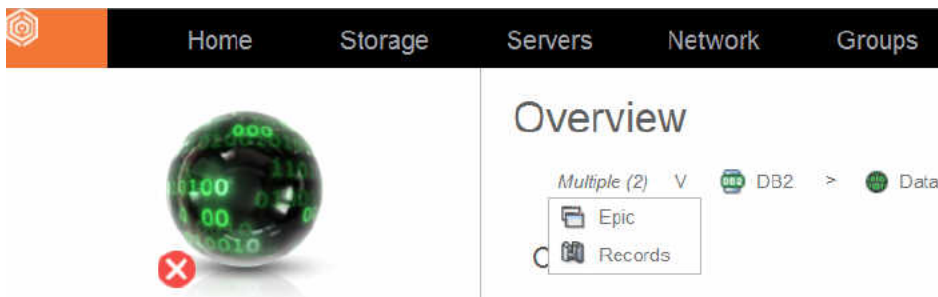 Home Storage Servers Network Groups
Overview
Multiple (2) V DB2 > Data
Epic
Records